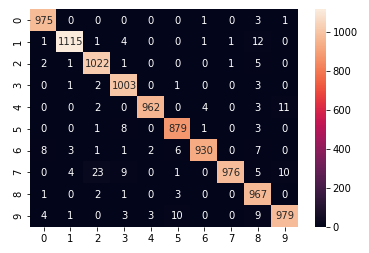 0 975 0 0 0 0 0 1 0 3 1
1 1 1115 1 4 0 0 1 1 12 0
2 2 1 1022 1 0 0 0 1 5 0
3 0 1 2 1003 0 1 0 0 3 0
4 0 0 2 0 962 0 4 0 3 11
5 0 0 1 8 0 879 1 0 3 0
6 8 3 1 1 2 6 930 0 7 0
7 0 4 23 9 0 1 0 976 5 10
8 1 0 2 1 0 3 0 0 967 0
9 4 1 0 3 3 10 0 0 9 979
0 1 2 3 4 5 6 7 8 9
1000
800
600
400
200
0